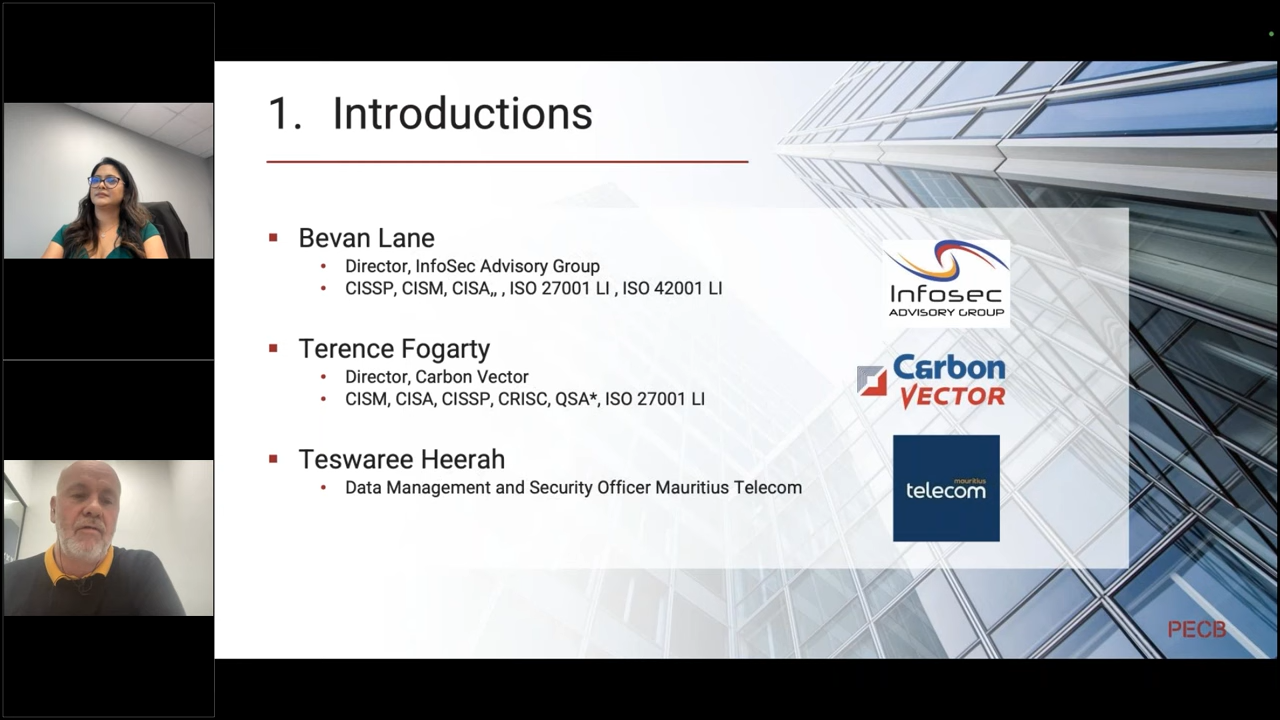 1. Introductions
▪ Bevan Lane
• Director, InfoSec Advisory Group
• CISSP, CISM, CISA,, , ISO 27001 LI , ISO 42001 LI
Infosec
ADVISORY GROUP
▪ Terence Fogarty
• Director, Carbon Vector
• CISM, CISA, CISSP, CRISC, QSA*, ISO 27001 LI
Carbon
VECTOR
▪ Teswaree Heerah
• Data Management and Security Officer Mauritius Telecom
mauritius
telecom
PECB